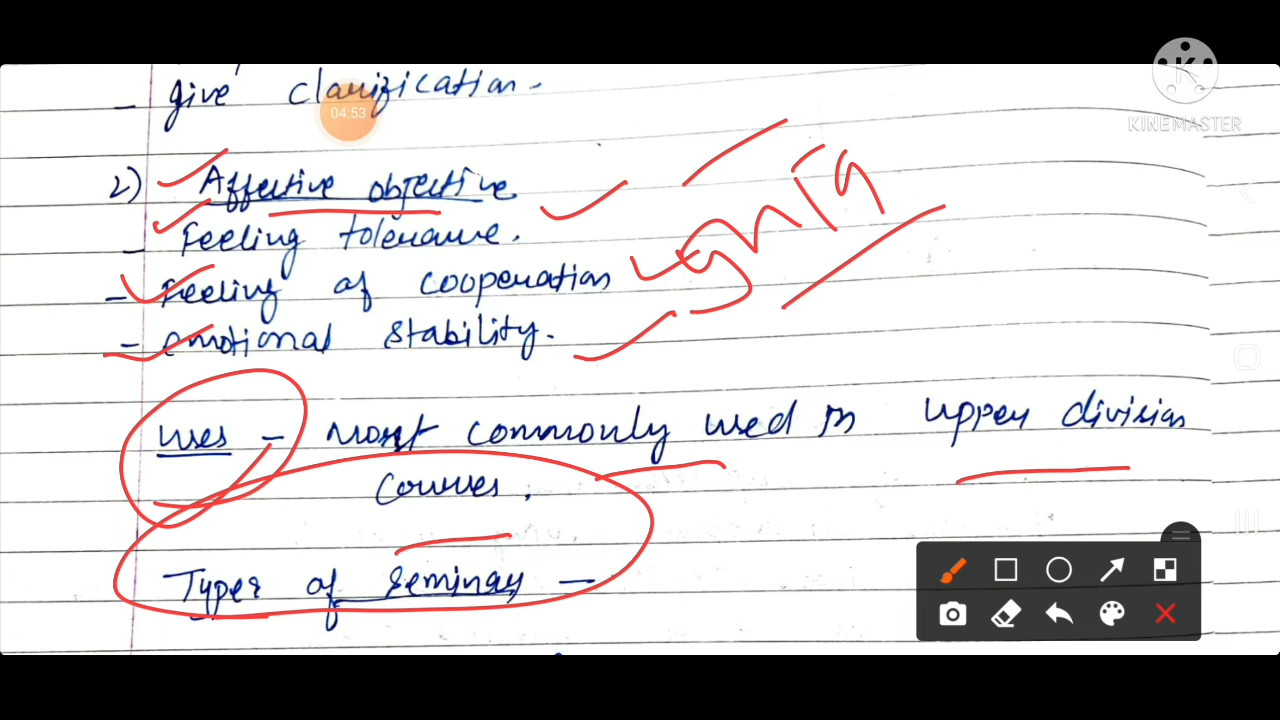 - give clarification.
04:53
KINEMASTER
2) Affective objective
- Feeling tolerance.
- Feeling of cooperation
- emotional stability.
uses - most commonly used in upper division
courses.
Types of seminar -